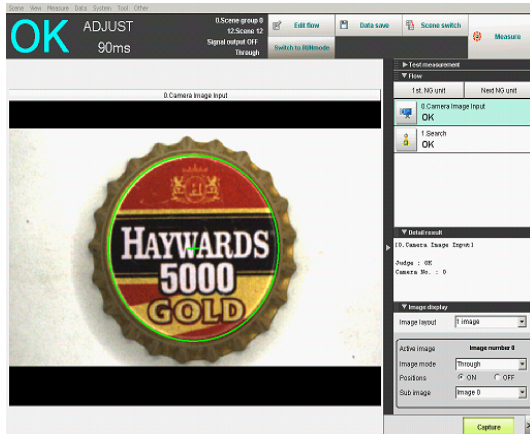 Scene View Measure Data System Tool Other
OK
ADJUST
90ms
0.Scene group 0
12.Scene 12
Signal output OFF
Through
Edit flow
Data save
Scene switch
Switch to RUNmode
Measure
0.Camera Image Input
HAYWARDS
5000
GOLD
Test measurement
Flow
1st. NG unit
Next NG unit
0.Camera Image Input
OK
1.Search
OK
Detail result
[0.Camera Image Input]
Judge : OK
Camera No. : 0
Image display
Image layout
1 image
Active image
Image number 0
Image mode
Through
Positions
ON
OFF
Sub image
Image 0
Capture